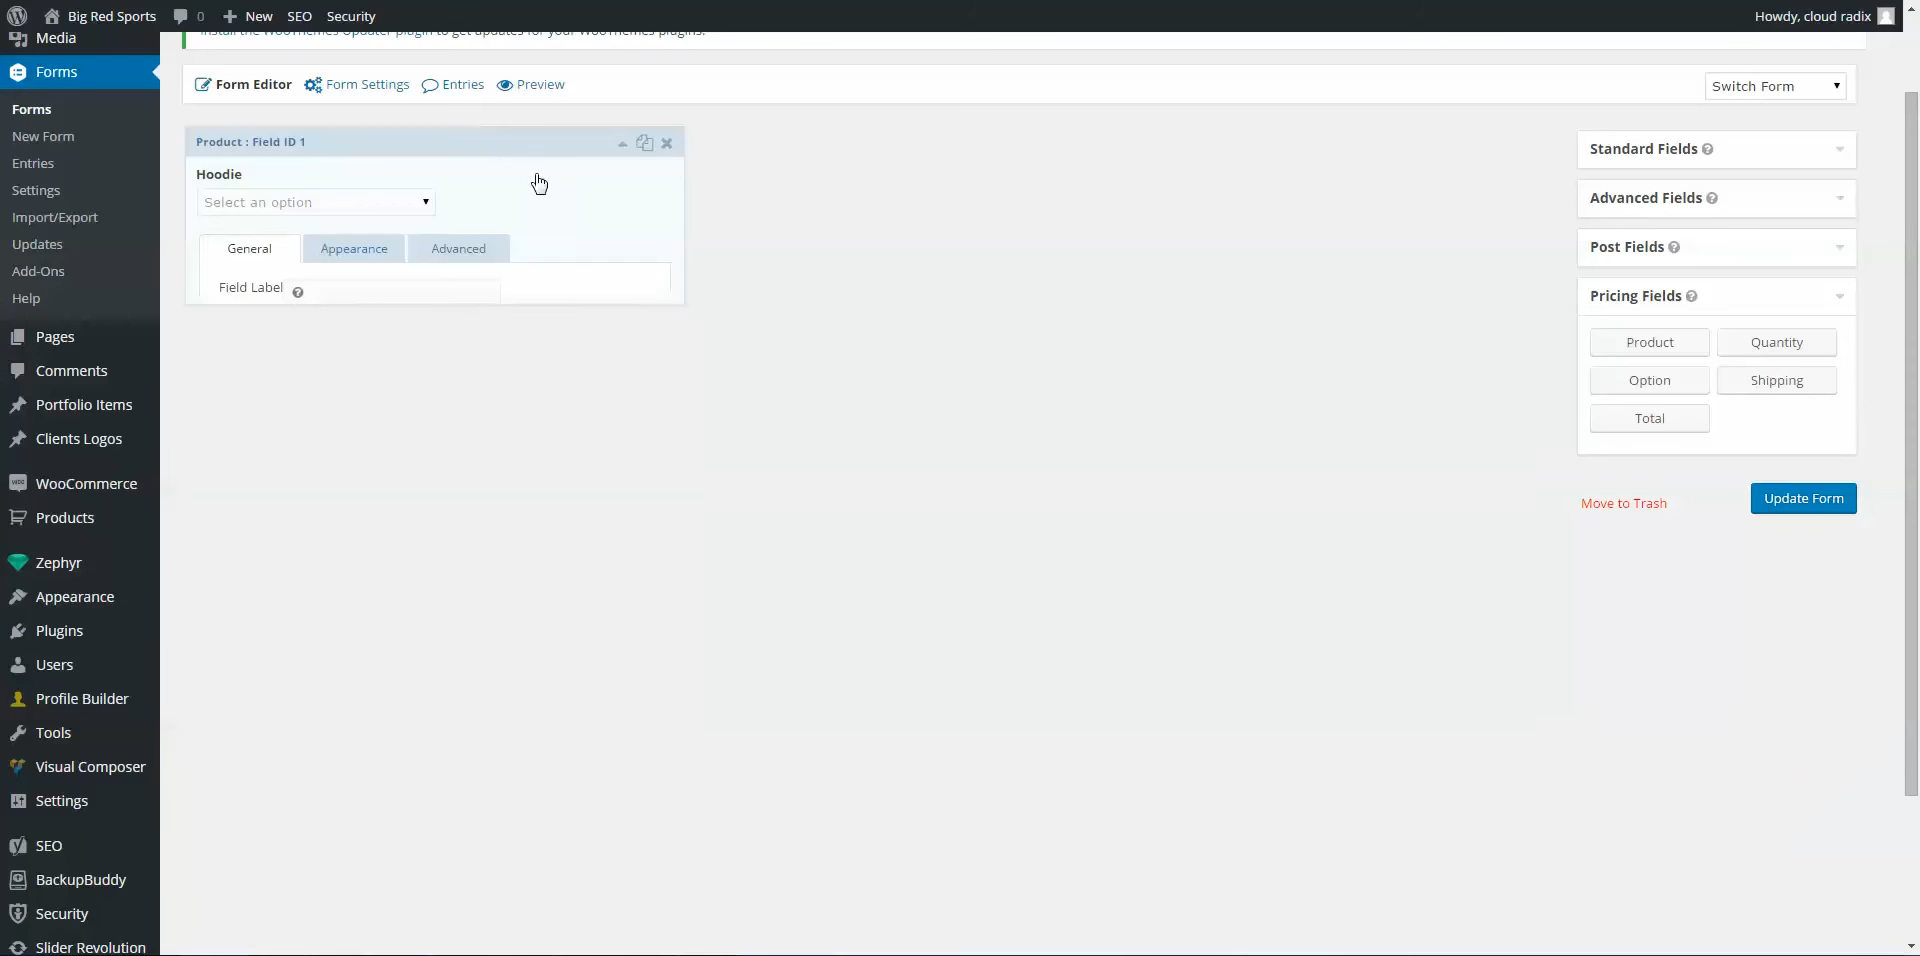 Big Red Sports
0
New
SEO
Security
Howdy, cloud radix
Media
Install the WooThemes Updater plugin to get updates for your WooThemes plugins.
Forms
Forms
New Form
Entries
Settings
Import/Export
Updates
Add-Ons
Help
Pages
Comments
Portfolio Items
Clients Logos
WooCommerce
Products
Zephyr
Appearance
Plugins
Users
Profile Builder
Tools
Visual Composer
Settings
SEO
BackupBuddy
Security
Slider Revolution
Form Editor
Form Settings
Entries
Preview
Switch Form
Product : Field ID 1
Hoodie
Select an option
General
Appearance
Advanced
Field Label
Standard Fields
Advanced Fields
Post Fields
Pricing Fields
Product
Quantity
Option
Shipping
Total
Move to Trash
Update Form